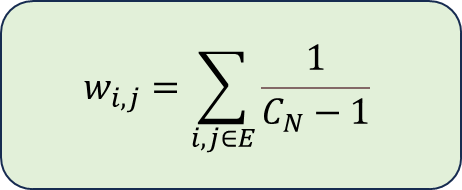 w_{i,j} = \sum_{i,j \in E} \frac{1}{C_N - 1}